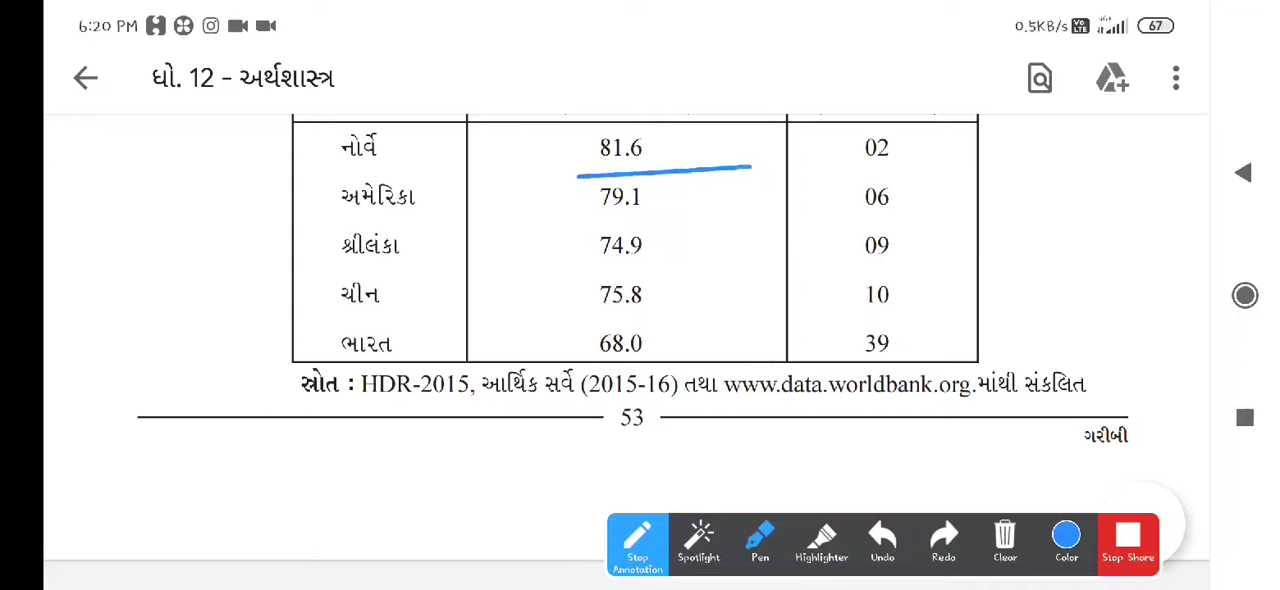 6:20 PM
0.5KB/s Vo LTE 67
ધો. 12 - અર્થશાસ્ત્ર
નોર્વે 81.6 02
અમેરિકા 79.1 06
શ્રીલંકા 74.9 09
ચીન 75.8 10
ભારત 68.0 39
સ્રોત : HDR-2015, આર્થિક સર્વે (2015-16) તથા www.data.worldbank.org.માંથી સંકલિત
53
ગરીબી
Stop Annotation Spotlight Pen Highlighter Undo Redo Clear Color Stop Share